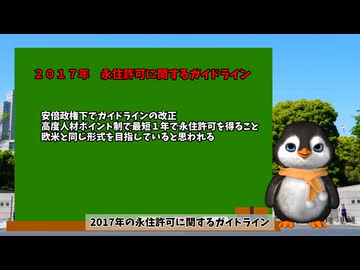 ２０１７年　永住許可に関するガイドライン
安倍政権下でガイドラインの改正
高度人材ポイント制で最短１年で永住許可を得ること
欧米と同じ形式を目指していると思われる
2017年の永住許可に関するガイドライン